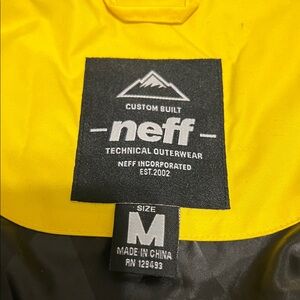 CUSTOM BUILT
neff
TECHNICAL OUTERWEAR
NEFF INCORPORATED
EST.2002
SIZE
M
MADE IN CHINA
RN 129493